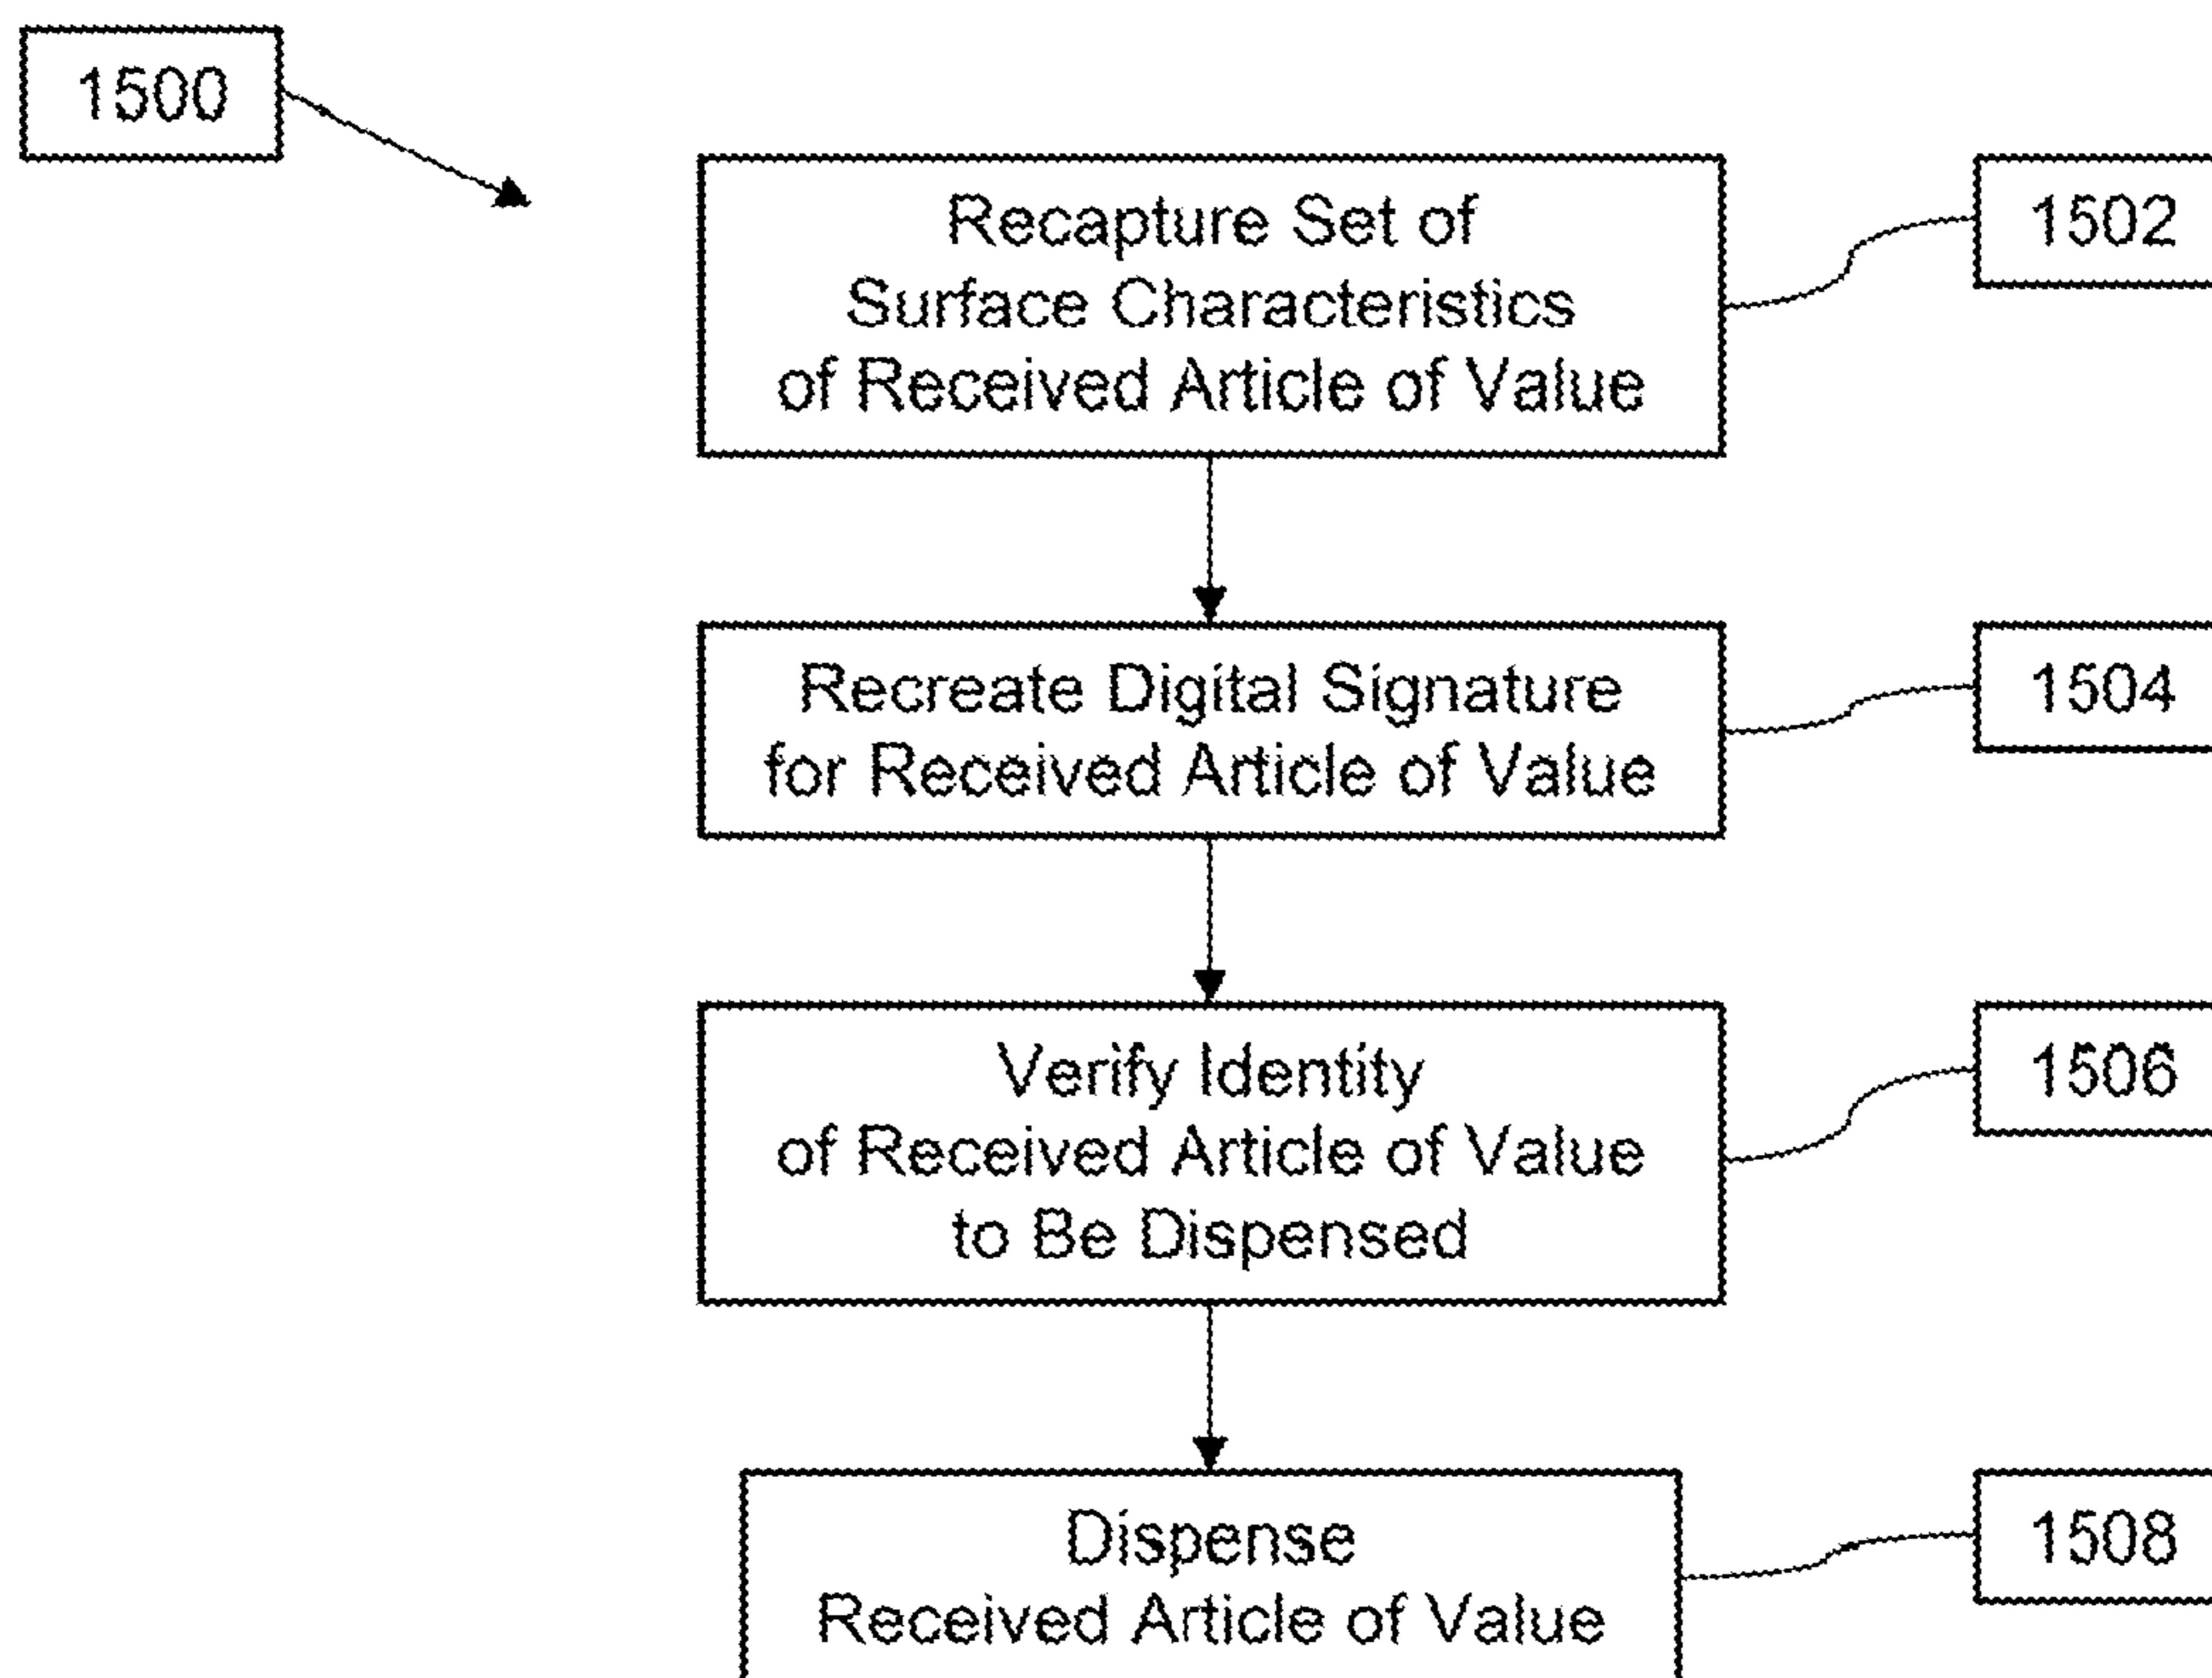 1500
Recapture Set of
Surface Characteristics
of Received Article of Value
1502
Recreate Digital Signature
for Received Article of Value
1504
Verify Identity
of Received Article of Value
to Be Dispensed
1506
Dispense
Received Article of Value
1508